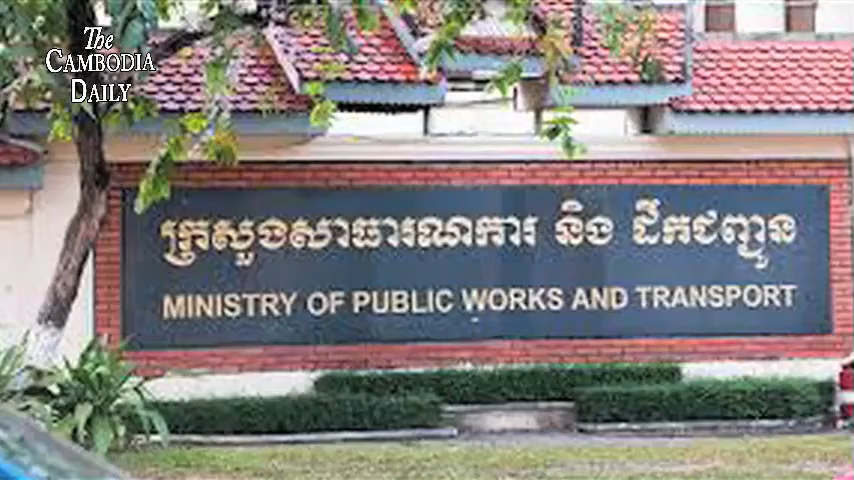 The
CAMBODIA
DAILY
ក្រសួងសាធារណការ និង ដឹកជញ្ជូន
MINISTRY OF PUBLIC WORKS AND TRANSPORT